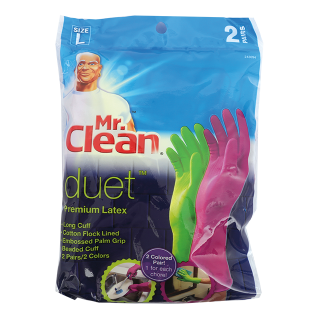 SIZE
L
2 PAIRS
Mr.
Clean®
duet™
Premium Latex
Long Cuff
Cotton Flock Lined
Embossed Palm Grip
Beaded Cuff
2 Pairs/2 Colors
2 Colored
Pair!
1 for each
chore!